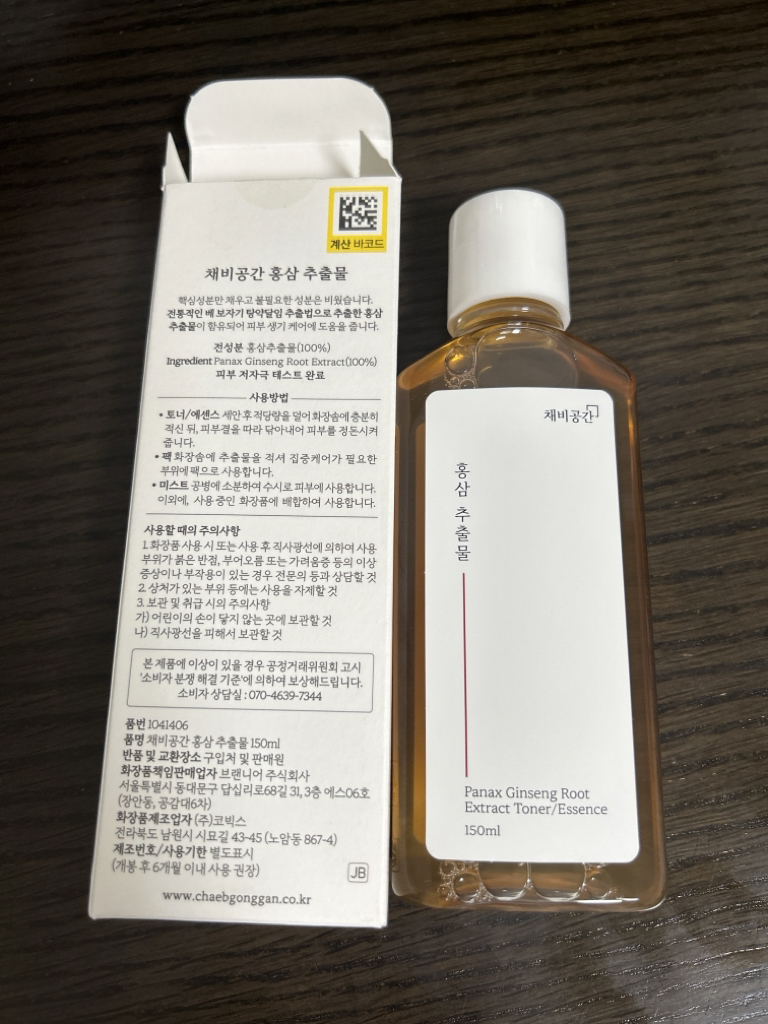 계산 바코드
채비공간 홍삼 추출물
핵심성분만 채우고 불필요한 성분은 비웠습니다.
전통적인 베 보자기 탕약달임 추출법으로 추출한 홍삼
추출물이 함유되어 피부 생기 케어에 도움을 줍니다.
전성분 홍삼추출물(100%)
Ingredient Panax Ginseng Root Extract(100%)
피부 저자극 테스트 완료
사용방법
• 토너/에센스 세안 후 적당량을 덜어 화장솜에 충분히
적신 뒤, 피부결을 따라 닦아내어 피부를 정돈시켜
줍니다.
• 팩 화장솜에 추출물을 적셔 집중케어가 필요한
부위에 팩으로 사용합니다.
• 미스트 공병에 소분하여 수시로 피부에 사용합니다.
이외에, 사용 중인 화장품에 배합하여 사용합니다.
사용할 때의 주의사항
1. 화장품 사용 시 또는 사용 후 직사광선에 의하여 사용
부위가 붉은 반점, 부어오름 또는 가려움증 등의 이상
증상이나 부작용이 있는 경우 전문의 등과 상담할 것
2. 상처가 있는 부위 등에는 사용을 자제할 것
3. 보관 및 취급 시의 주의사항
가) 어린이의 손이 닿지 않는 곳에 보관할 것
나) 직사광선을 피해서 보관할 것
본 제품에 이상이 있을 경우 공정거래위원회 고시
'소비자 분쟁 해결 기준'에 의하여 보상해드립니다.
소비자 상담실 : 070-4639-7344
품번 1041406
품명 채비공간 홍삼 추출물 150ml
반품 및 교환장소 구입처 및 판매원
화장품책임판매업자 브랜니어 주식회사
서울특별시 동대문구 답십리로68길 31, 3층 에스06호
(장안동, 공감대6차)
화장품제조업자 (주)코빅스
전라북도 남원시 시묘길 43-45 (노암동 867-4)
제조번호/사용기한 별도표시
(개봉 후 6개월 이내 사용 권장)
JB
www.chaebgonggan.co.kr
채비공간
홍삼 추출물
Panax Ginseng Root
Extract Toner/Essence
150ml